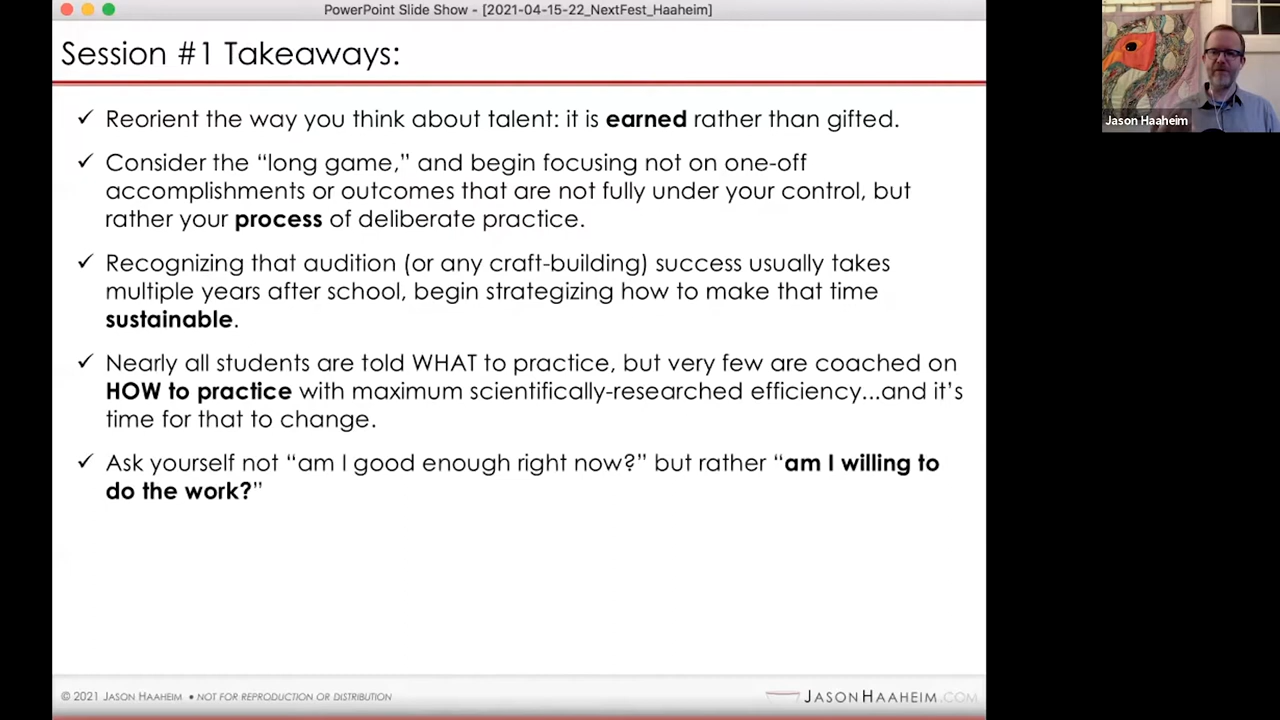 PowerPoint Slide Show - [2021-04-15-22_NextFest_Haaheim]
Session #1 Takeaways:
✓ Reorient the way you think about talent: it is earned rather than gifted.
✓ Consider the “long game,” and begin focusing not on one-off
accomplishments or outcomes that are not fully under your control, but
rather your process of deliberate practice.
✓ Recognizing that audition (or any craft-building) success usually takes
multiple years after school, begin strategizing how to make that time
sustainable.
✓ Nearly all students are told WHAT to practice, but very few are coached on
HOW to practice with maximum scientifically-researched efficiency...and it’s
time for that to change.
✓ Ask yourself not “am I good enough right now?” but rather “am I willing to
do the work?”
© 2021 JASON HAAHEIM • NOT FOR REPRODUCTION OR DISTRIBUTION
JASONHAAHEIM.COM
Jason Haaheim